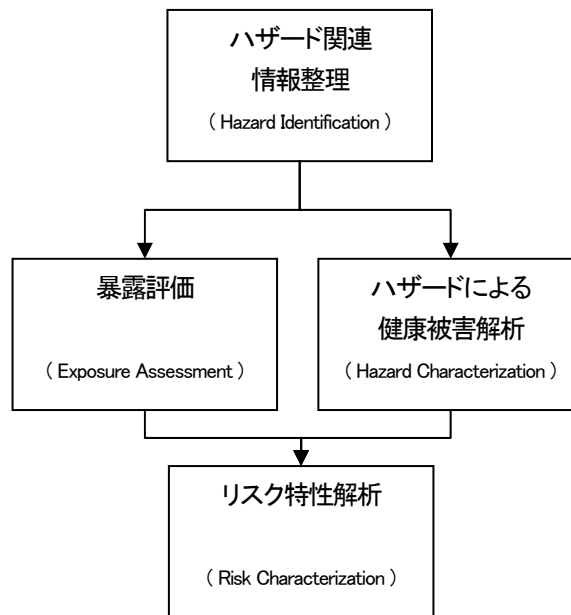 ハザード関連
情報整理
( Hazard Identification )
暴露評価
( Exposure Assessment )
ハザードによる
健康被害解析
( Hazard Characterization )
リスク特性解析
( Risk Characterization )